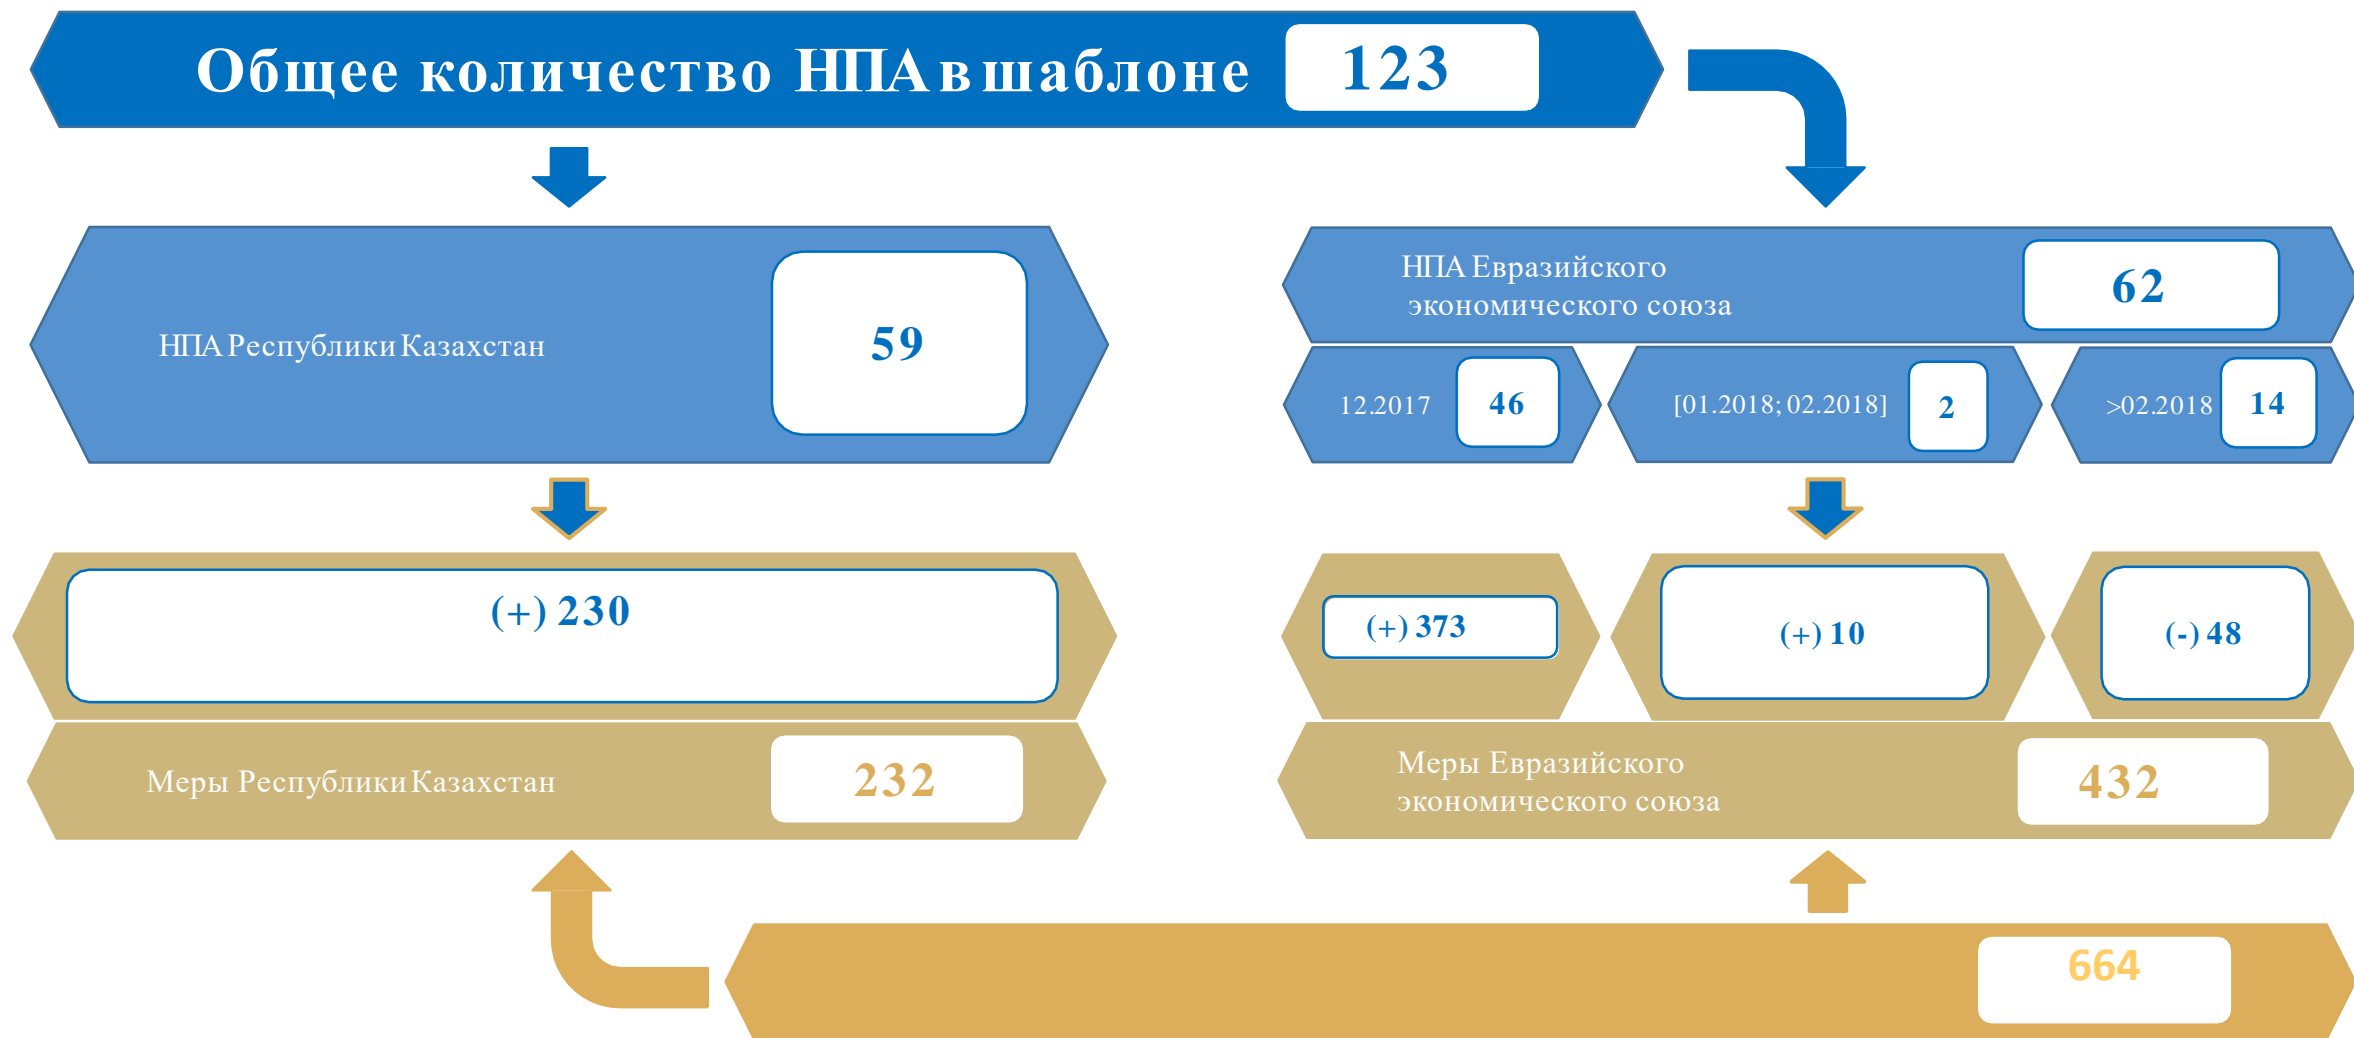 Общее количество НПА в шаблоне 123
НПА Республики Казахстан 59
НПА Евразийского
экономического союза
62
12.2017 46
[01.2018; 02.2018] 2
>02.2018 14
(+) 230
(+) 373
(+) 10
(-) 48
Меры Республики Казахстан 232
Меры Евразийского
экономического союза
432
664